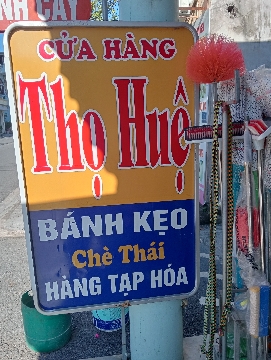 CỬA HÀNG
Thọ Huệ
BÁNH KẸO
Chè Thái
HÀNG TẠP HÓA